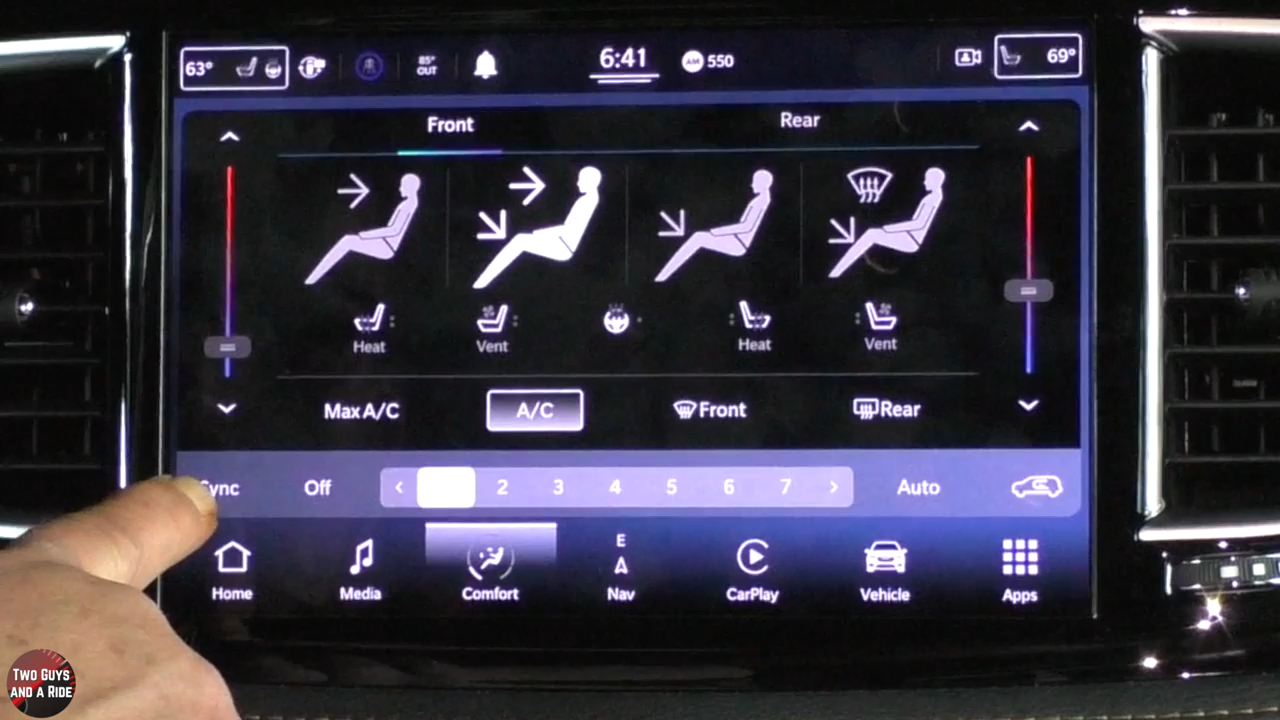 63°
85°
OUT
6:41
AM 550
69°
Front
Rear
Heat
Vent
Heat
Vent
Max A/C
A/C
Front
Rear
ync
Off
< 2 3 4 5 6 7 >
Auto
E
Home
Media
Comfort
Nav
CarPlay
Vehicle
Apps
TWO GUYS
AND A RIDE